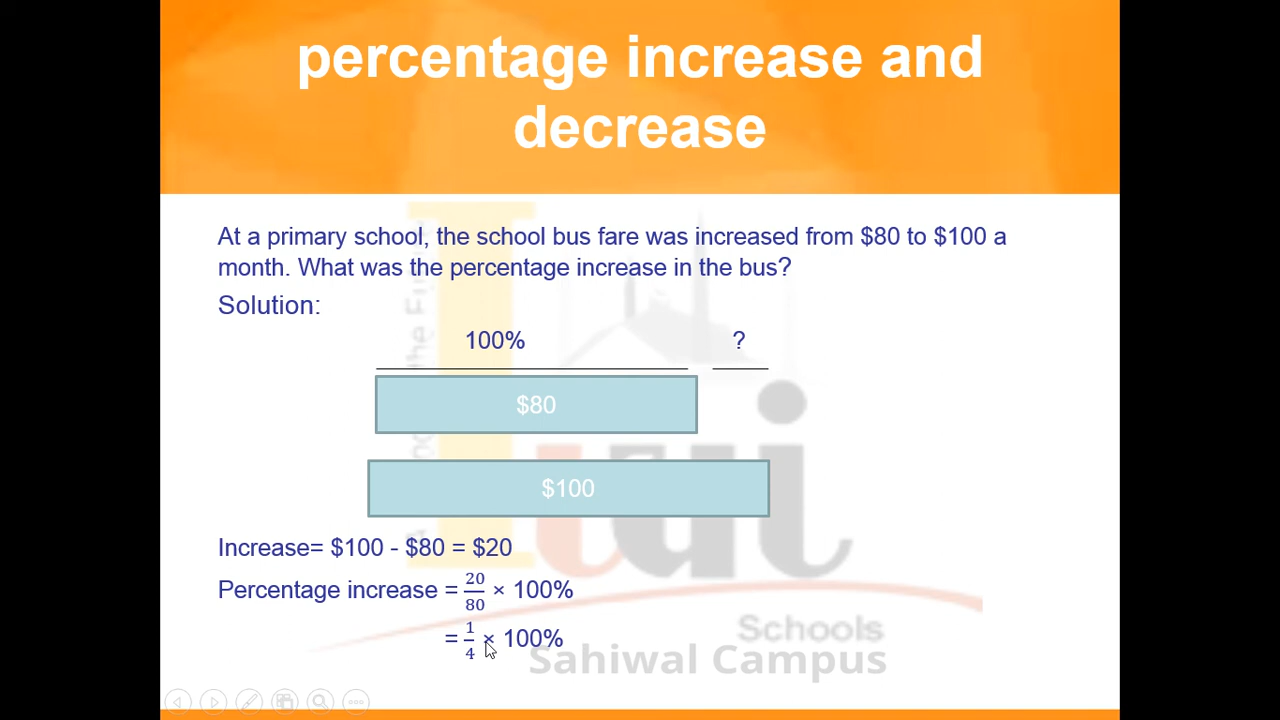 percentage increase and
decrease
At a primary school, the school bus fare was increased from $80 to $100 a
month. What was the percentage increase in the bus?
Solution:
100% ?
$80
$100
Increase= $100 - $80 = $20
Percentage increase = 20/80 × 100%
= 1/4 × 100%
Schools
Sahiwal Campus